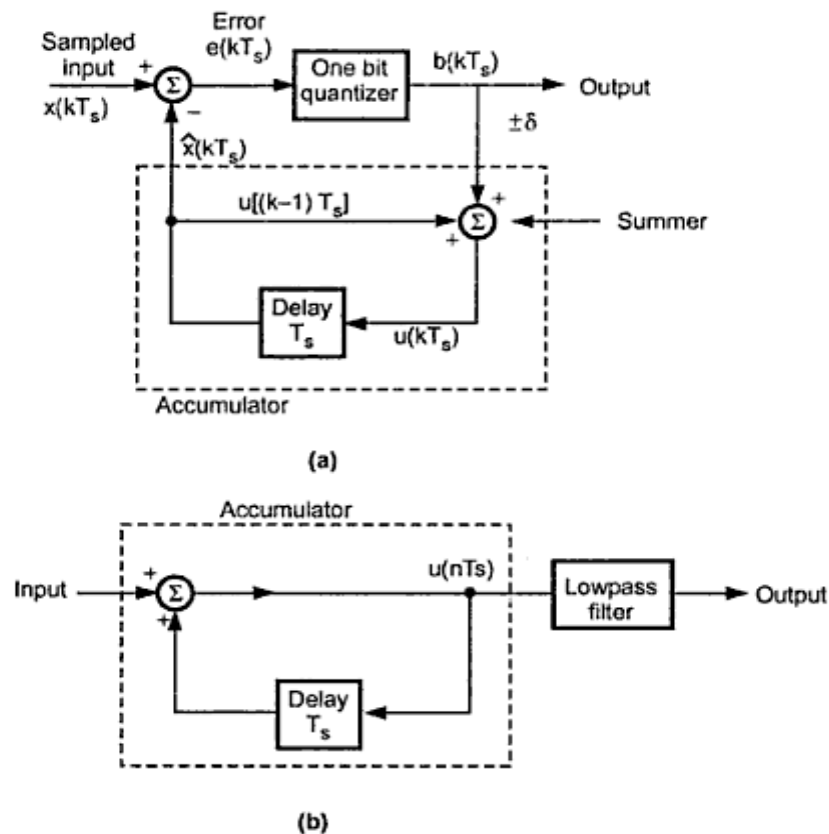 Error
e(kTs)
Sampled
input
x(kTs)
+
Σ
−
One bit
quantizer
b(kTs)
Output
±δ
x̂(kTs)
u[(k–1) Ts]
+
+
Σ
Summer
Delay
Ts
u(kTs)
Accumulator
(a)
Accumulator
Input
+
Σ
+
u(nTs)
Lowpass
filter
Output
Delay
Ts
(b)